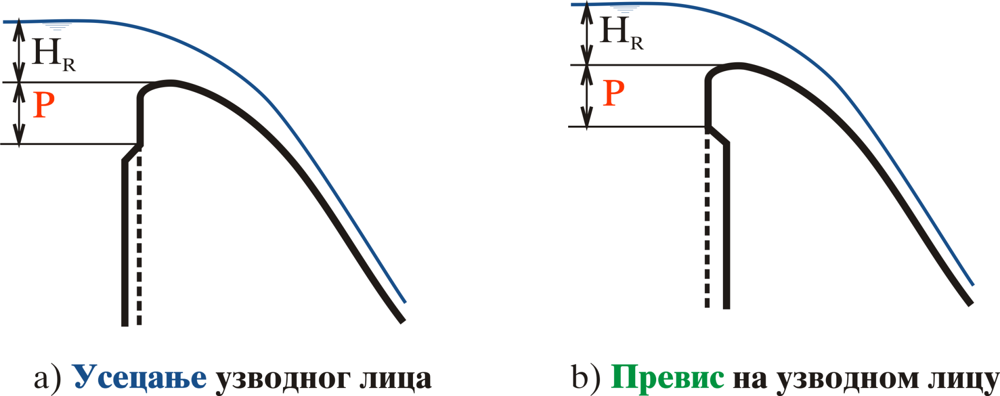 H_R
P
a) Усецање узводног лица
H_R
P
b) Превис на узводном лицу